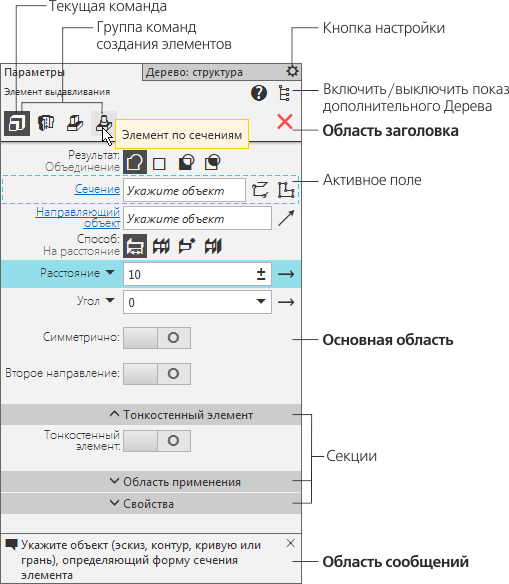 Текущая команда
Группа команд
создания элементов
Кнопка настройки
Параметры
Дерево: структура
Элемент выдавливания
Включить/выключить показ
дополнительного Дерева
Элемент по сечениям
Область заголовка
Результат:
Объединение
Сечение
Укажите объект
Активное поле
Направляющий
объект
Укажите объект
Способ:
На расстояние
Расстояние
10
Угол
0
Симметрично:
Основная область
Второе направление:
Тонкостенный элемент
Тонкостенный
элемент:
Секции
Область применения
Свойства
Укажите объект (эскиз, контур, кривую или
грань), определяющий форму сечения
элемента
Область сообщений